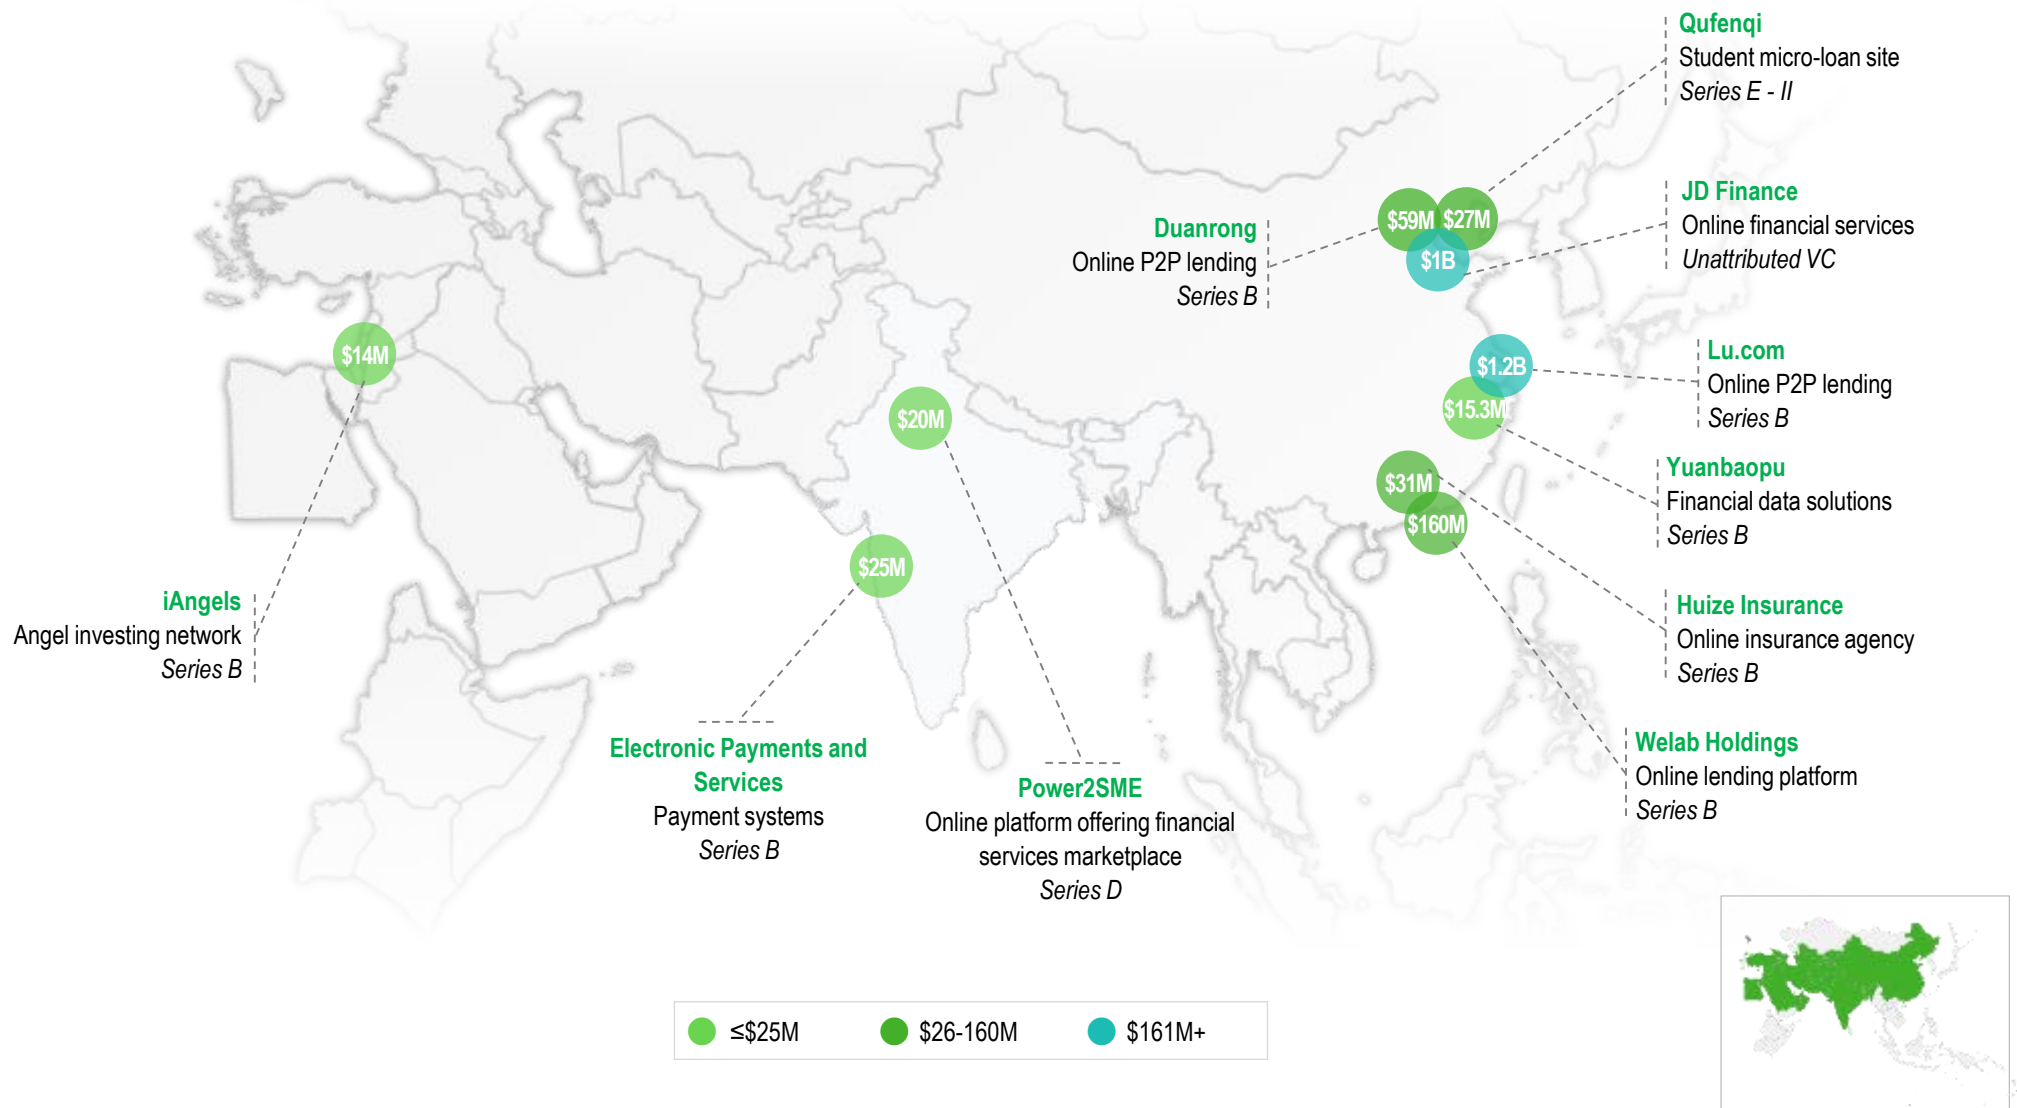 Qufenqi
Student micro-loan site
Series E - II
JD Finance
Online financial services
Unattributed VC
Duanrong
Online P2P lending
Series B
$59M
$27M
$1B
$14M
$1.2B
Lu.com
Online P2P lending
Series B
$20M
$15.3M
Yuanbaopu
Financial data solutions
Series B
$31M
$160M
$25M
iAngels
Angel investing network
Series B
Huize Insurance
Online insurance agency
Series B
Electronic Payments and
Services
Payment systems
Series B
Power2SME
Online platform offering financial
services marketplace
Series D
Welab Holdings
Online lending platform
Series B
≤$25M
$26-160M
$161M+